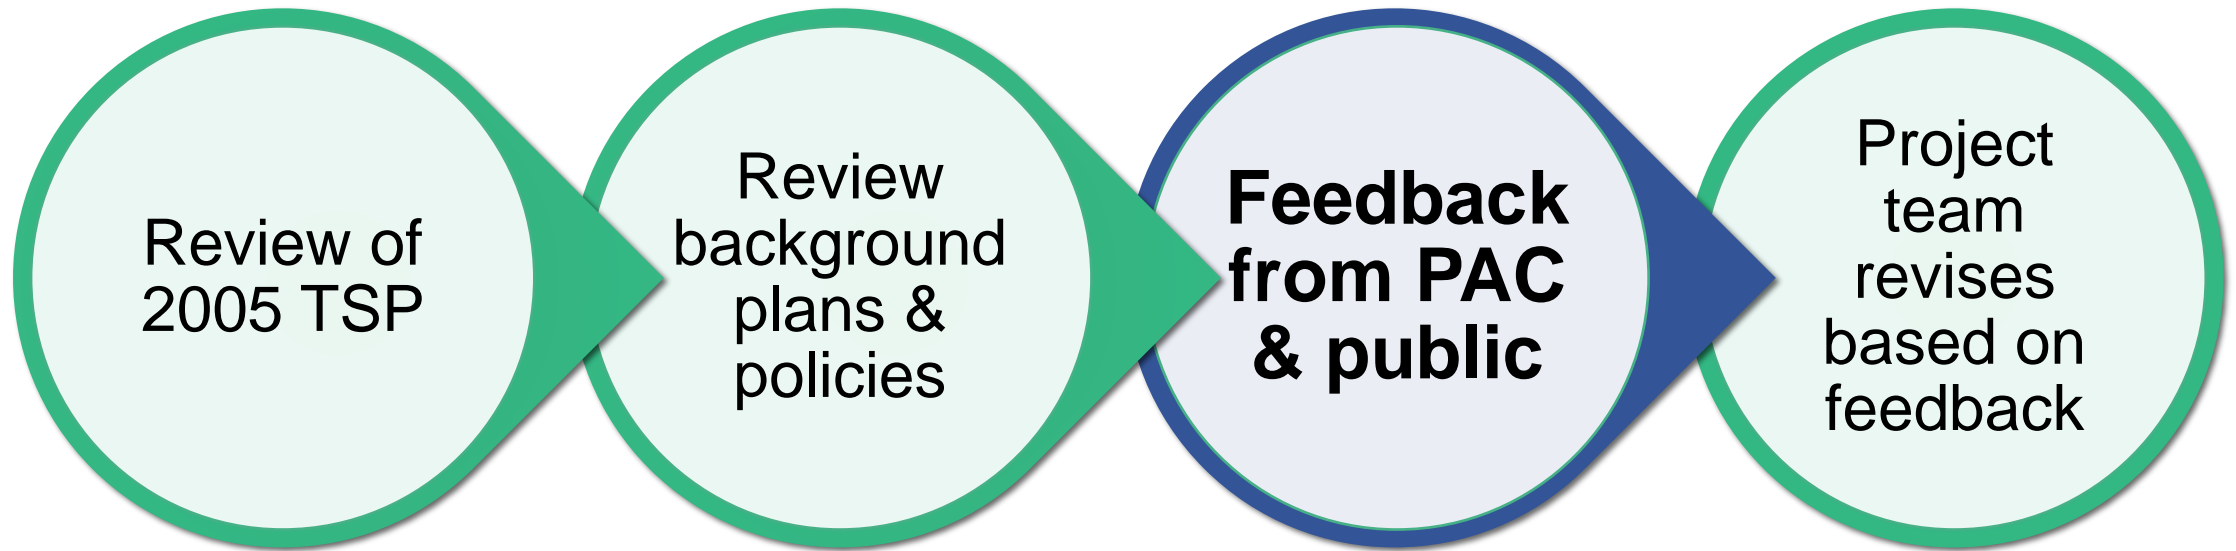 Review of
2005 TSP
Review
background
plans &
policies
Feedback
from PAC
& public
Project
team
revises
based on
feedback